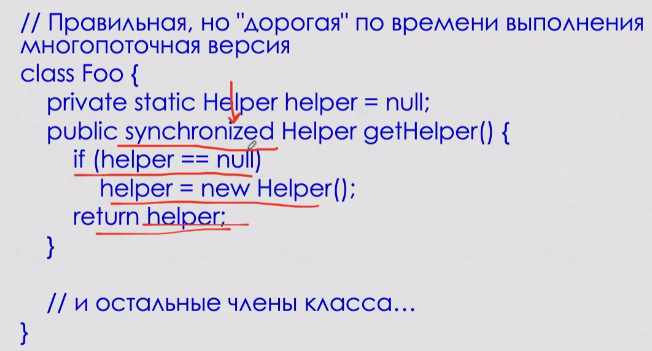 // Правильная, но "дорогая" по времени выполнения
многопоточная версия
class Foo {
private static Helper helper = null;
public synchronized Helper getHelper() {
if (helper == null)
helper = new Helper();
return helper;
}
// и остальные члены класса...
}